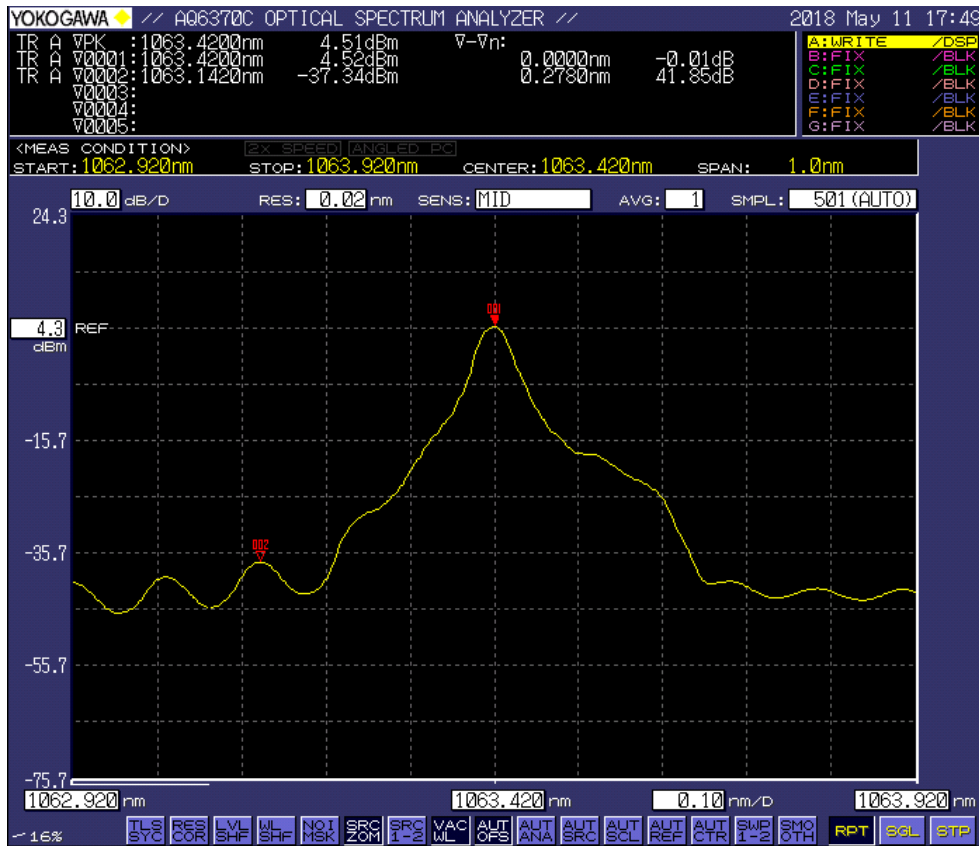 YOKOGAWA // AQ6370C OPTICAL SPECTRUM ANALYZER // 2018 May 11 17:49
TR A ∇PK :1063.4200nm 4.51dBm ∇-∇n:
TR A ∇0001:1063.4200nm 4.52dBm 0.0000nm -0.01dB
TR A ∇0002:1063.1420nm -37.34dBm 0.2780nm 41.85dB
∇0003:
∇0004:
∇0005:
A:WRITE /DSP
B:FIX /BLK
C:FIX /BLK
D:FIX /BLK
E:FIX /BLK
F:FIX /BLK
G:FIX /BLK
<MEAS CONDITION> 2x SPEED ANGLED PC
START:1062.920nm STOP:1063.920nm CENTER:1063.420nm SPAN: 1.0nm
10.0 dB/D RES: 0.02 nm SENS: MID AVG: 1 SMPL: 501(AUTO)
24.3
001
4.3 REF
dBm
-15.7
002
-35.7
-55.7
-75.7
1062.920 nm 1063.420 nm 0.10 nm/D 1063.920 nm
~16% TLS SYC RES COR LVL SHF WL SHF NOI MSK SRC ZOM SRC 1-2 VAC WL AUT OFS AUT ANA AUT SRC AUT SCL AUT REF AUT CTR SWP 1-2 SMO OTH RPT SGL STP